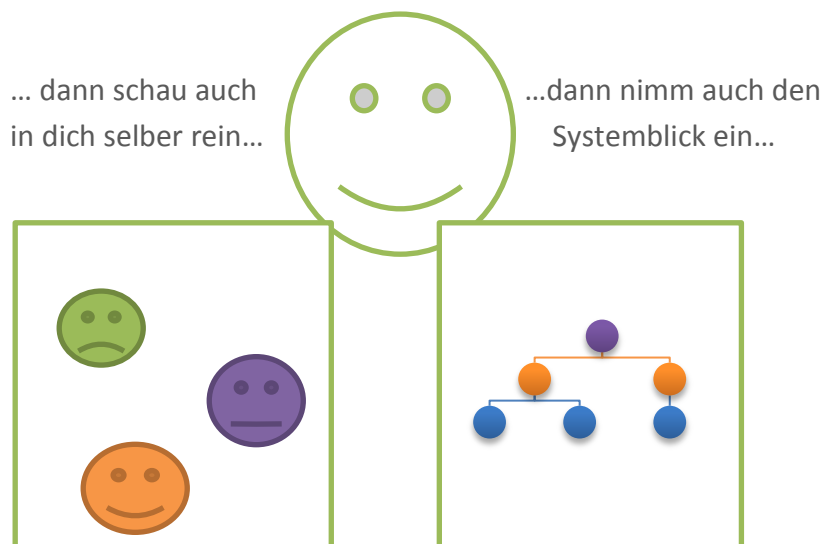 ... dann schau auch
in dich selber rein...
...dann nimm auch den
Systemblick ein...